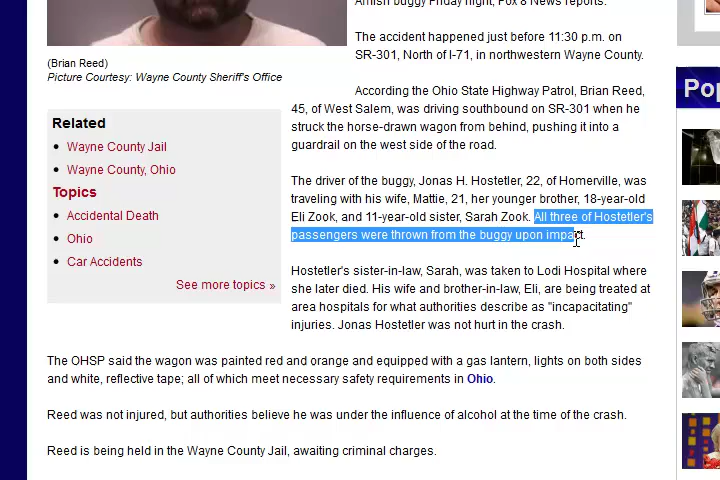 Amish buggy Friday night, Fox 8 News reports.
The accident happened just before 11:30 p.m. on
SR-301, North of I-71, in northwestern Wayne County.
(Brian Reed)
Picture Courtesy: Wayne County Sheriff's Office
According the Ohio State Highway Patrol, Brian Reed,
45, of West Salem, was driving southbound on SR-301 when he
struck the horse-drawn wagon from behind, pushing it into a
guardrail on the west side of the road.
Related
Wayne County Jail
Wayne County, Ohio
Topics
Accidental Death
Ohio
Car Accidents
See more topics »
The driver of the buggy, Jonas H. Hostetler, 22, of Homerville, was
traveling with his wife, Mattie, 21, her younger brother, 18-year-old
Eli Zook, and 11-year-old sister, Sarah Zook. All three of Hostetler's
passengers were thrown from the buggy upon impact.
Hostetler's sister-in-law, Sarah, was taken to Lodi Hospital where
she later died. His wife and brother-in-law, Eli, are being treated at
area hospitals for what authorities describe as "incapacitating"
injuries. Jonas Hostetler was not hurt in the crash.
The OHSP said the wagon was painted red and orange and equipped with a gas lantern, lights on both sides
and white, reflective tape; all of which meet necessary safety requirements in Ohio.
Reed was not injured, but authorities believe he was under the influence of alcohol at the time of the crash.
Reed is being held in the Wayne County Jail, awaiting criminal charges.
Pop